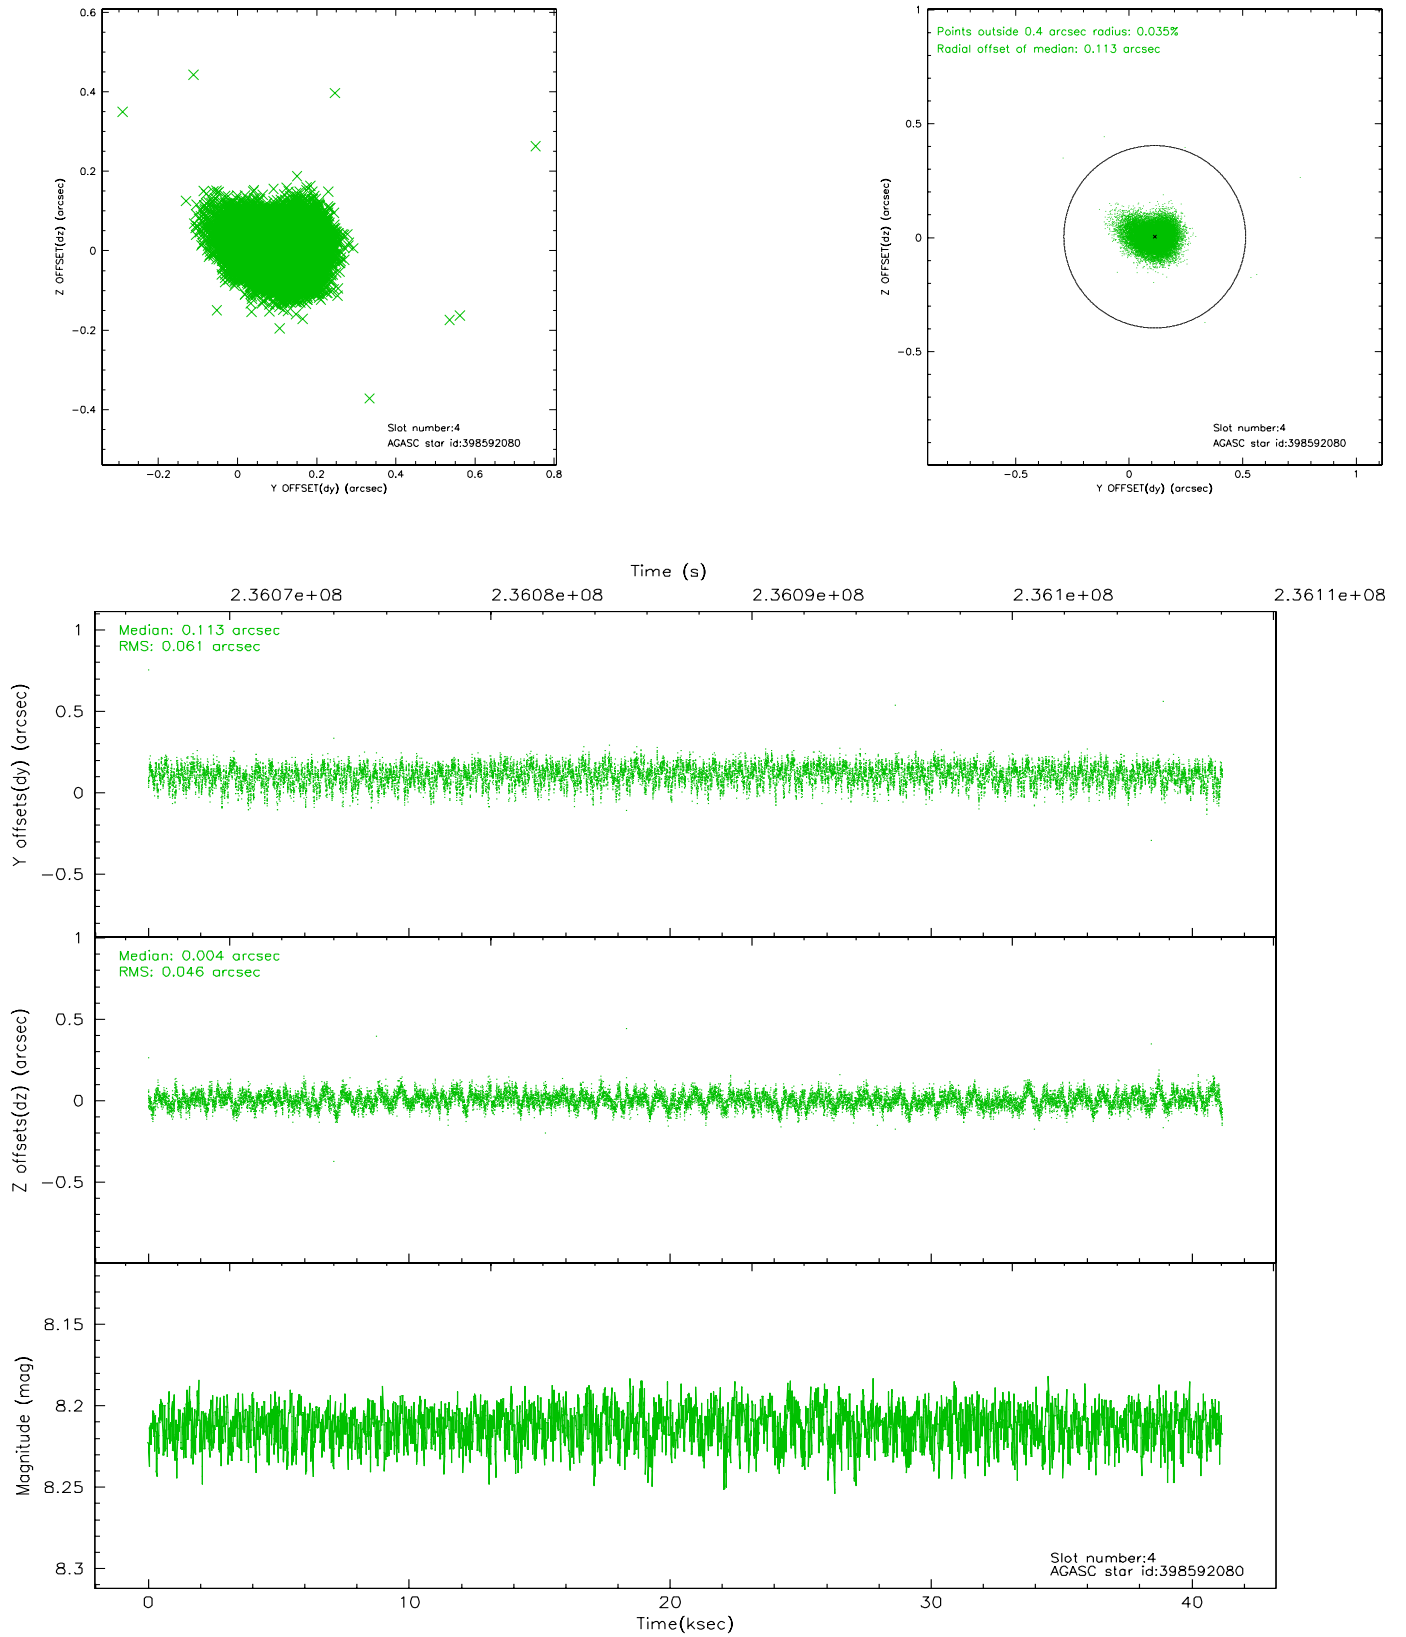 0.6
0.4
0.2
0
−0.2
−0.4
Z OFFSET(dz) (arcsec)
Slot number:4
AGASC star id:398592080
−0.2 0 0.2 0.4 0.6 0.8
Y OFFSET(dy) (arcsec)
Points outside 0.4 arcsec radius: 0.035%
Radial offset of median: 0.113 arcsec
1
0.5
0
−0.5
Z OFFSET(dz) (arcsec)
Slot number:4
AGASC star id:398592080
−0.5 0 0.5 1
Y OFFSET(dy) (arcsec)
Time (s)
2.3607e+08 2.3608e+08 2.3609e+08 2.361e+08 2.3611e+08
Median: 0.113 arcsec
RMS: 0.061 arcsec
1
0.5
0
−0.5
Y offsets(dy) (arcsec)
Median: 0.004 arcsec
RMS: 0.046 arcsec
1
0.5
0
−0.5
Z offsets(dz) (arcsec)
8.15
8.2
8.25
8.3
Magnitude (mag)
Slot number:4
AGASC star id:398592080
0 10 20 30 40
Time(ksec)